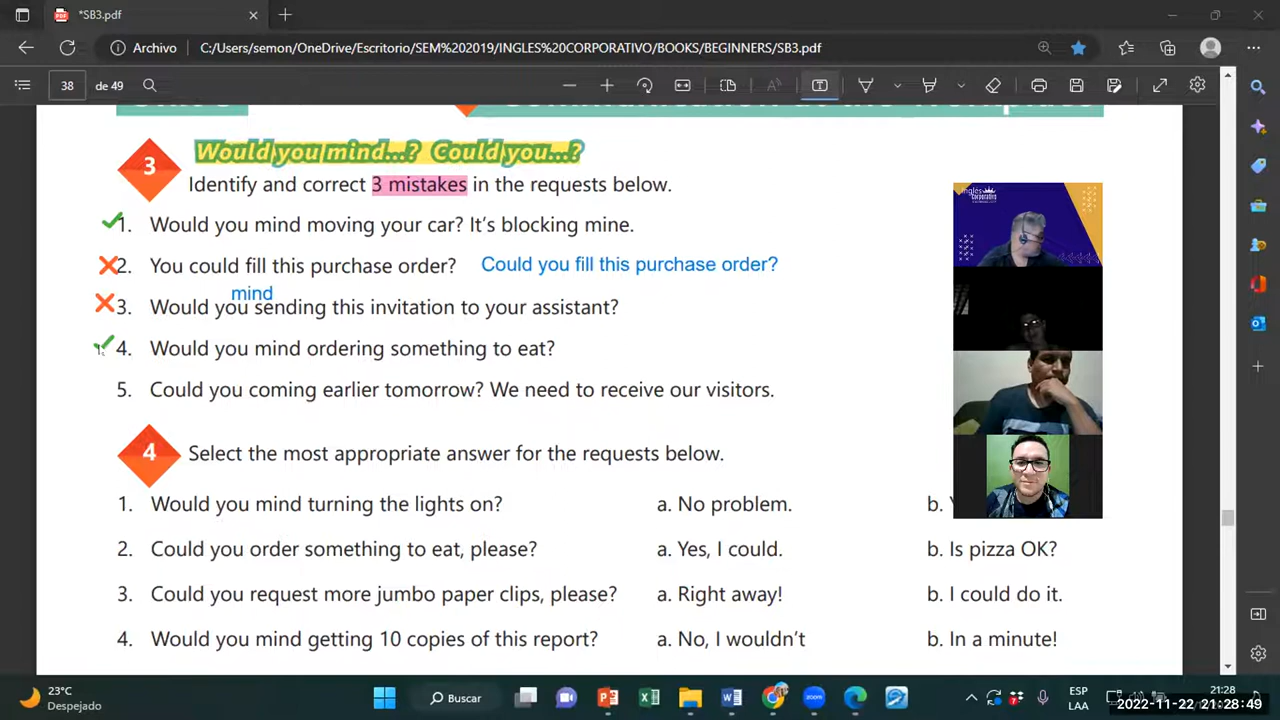 *SB3.pdf
Archivo C:/Users/semon/OneDrive/Escritorio/SEM%202019/INGLES%20CORPORATIVO/BOOKS/BEGINNERS/SB3.pdf
38 de 49
3 Would you mind...? Could you...?
Identify and correct 3 mistakes in the requests below.
1. Would you mind moving your car? It's blocking mine.
2. You could fill this purchase order? Could you fill this purchase order?
mind
3. Would you sending this invitation to your assistant?
4. Would you mind ordering something to eat?
5. Could you coming earlier tomorrow? We need to receive our visitors.
4 Select the most appropriate answer for the requests below.
1. Would you mind turning the lights on? a. No problem. b.
2. Could you order something to eat, please? a. Yes, I could. b. Is pizza OK?
3. Could you request more jumbo paper clips, please? a. Right away! b. I could do it.
4. Would you mind getting 10 copies of this report? a. No, I wouldn't b. In a minute!
inglés
corporativo
23°C
Despejado
Buscar
zoom
ESP
LAA
21:28
2022-11-22 21:28:49